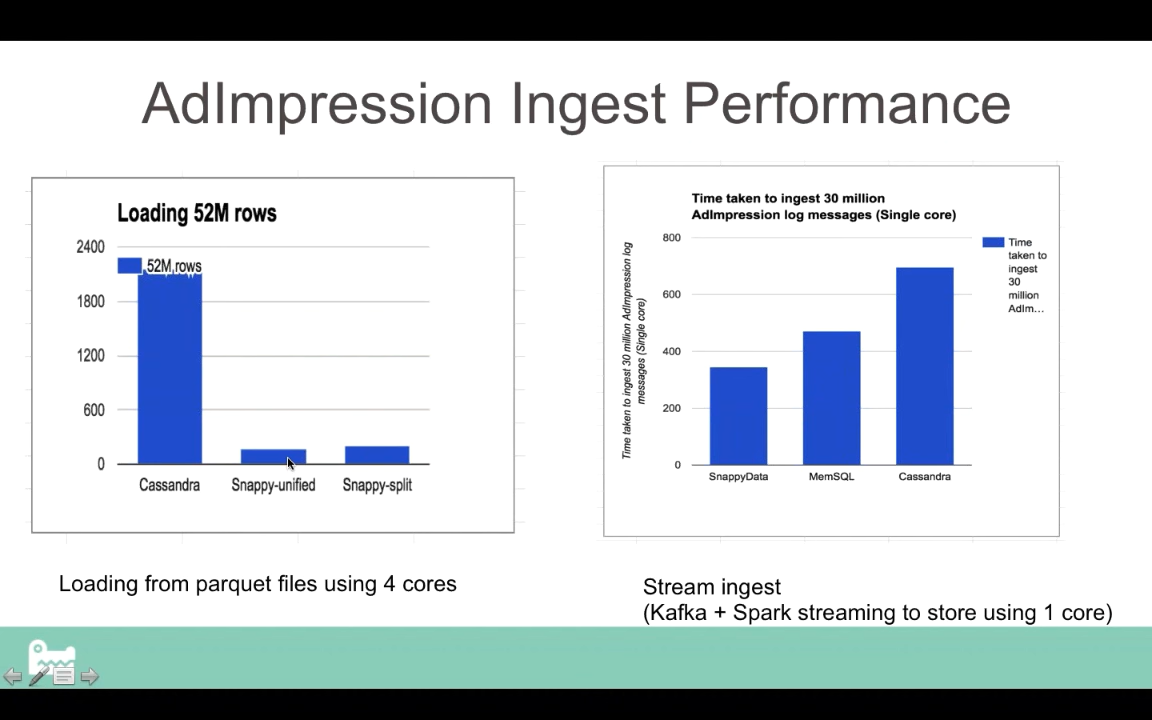 AdImpression Ingest Performance
Loading 52M rows
2400
52M rows
1800
1200
600
0
Cassandra Snappy-unified Snappy-split
Loading from parquet files using 4 cores
Time taken to ingest 30 million
AdImpression log messages (Single core)
Time taken to ingest 30 million AdImpression log
messages (Single core)
800
600
400
200
0
SnappyData MemSQL Cassandra
Time
taken to
ingest
30
million
AdIm...
Stream ingest
(Kafka + Spark streaming to store using 1 core)